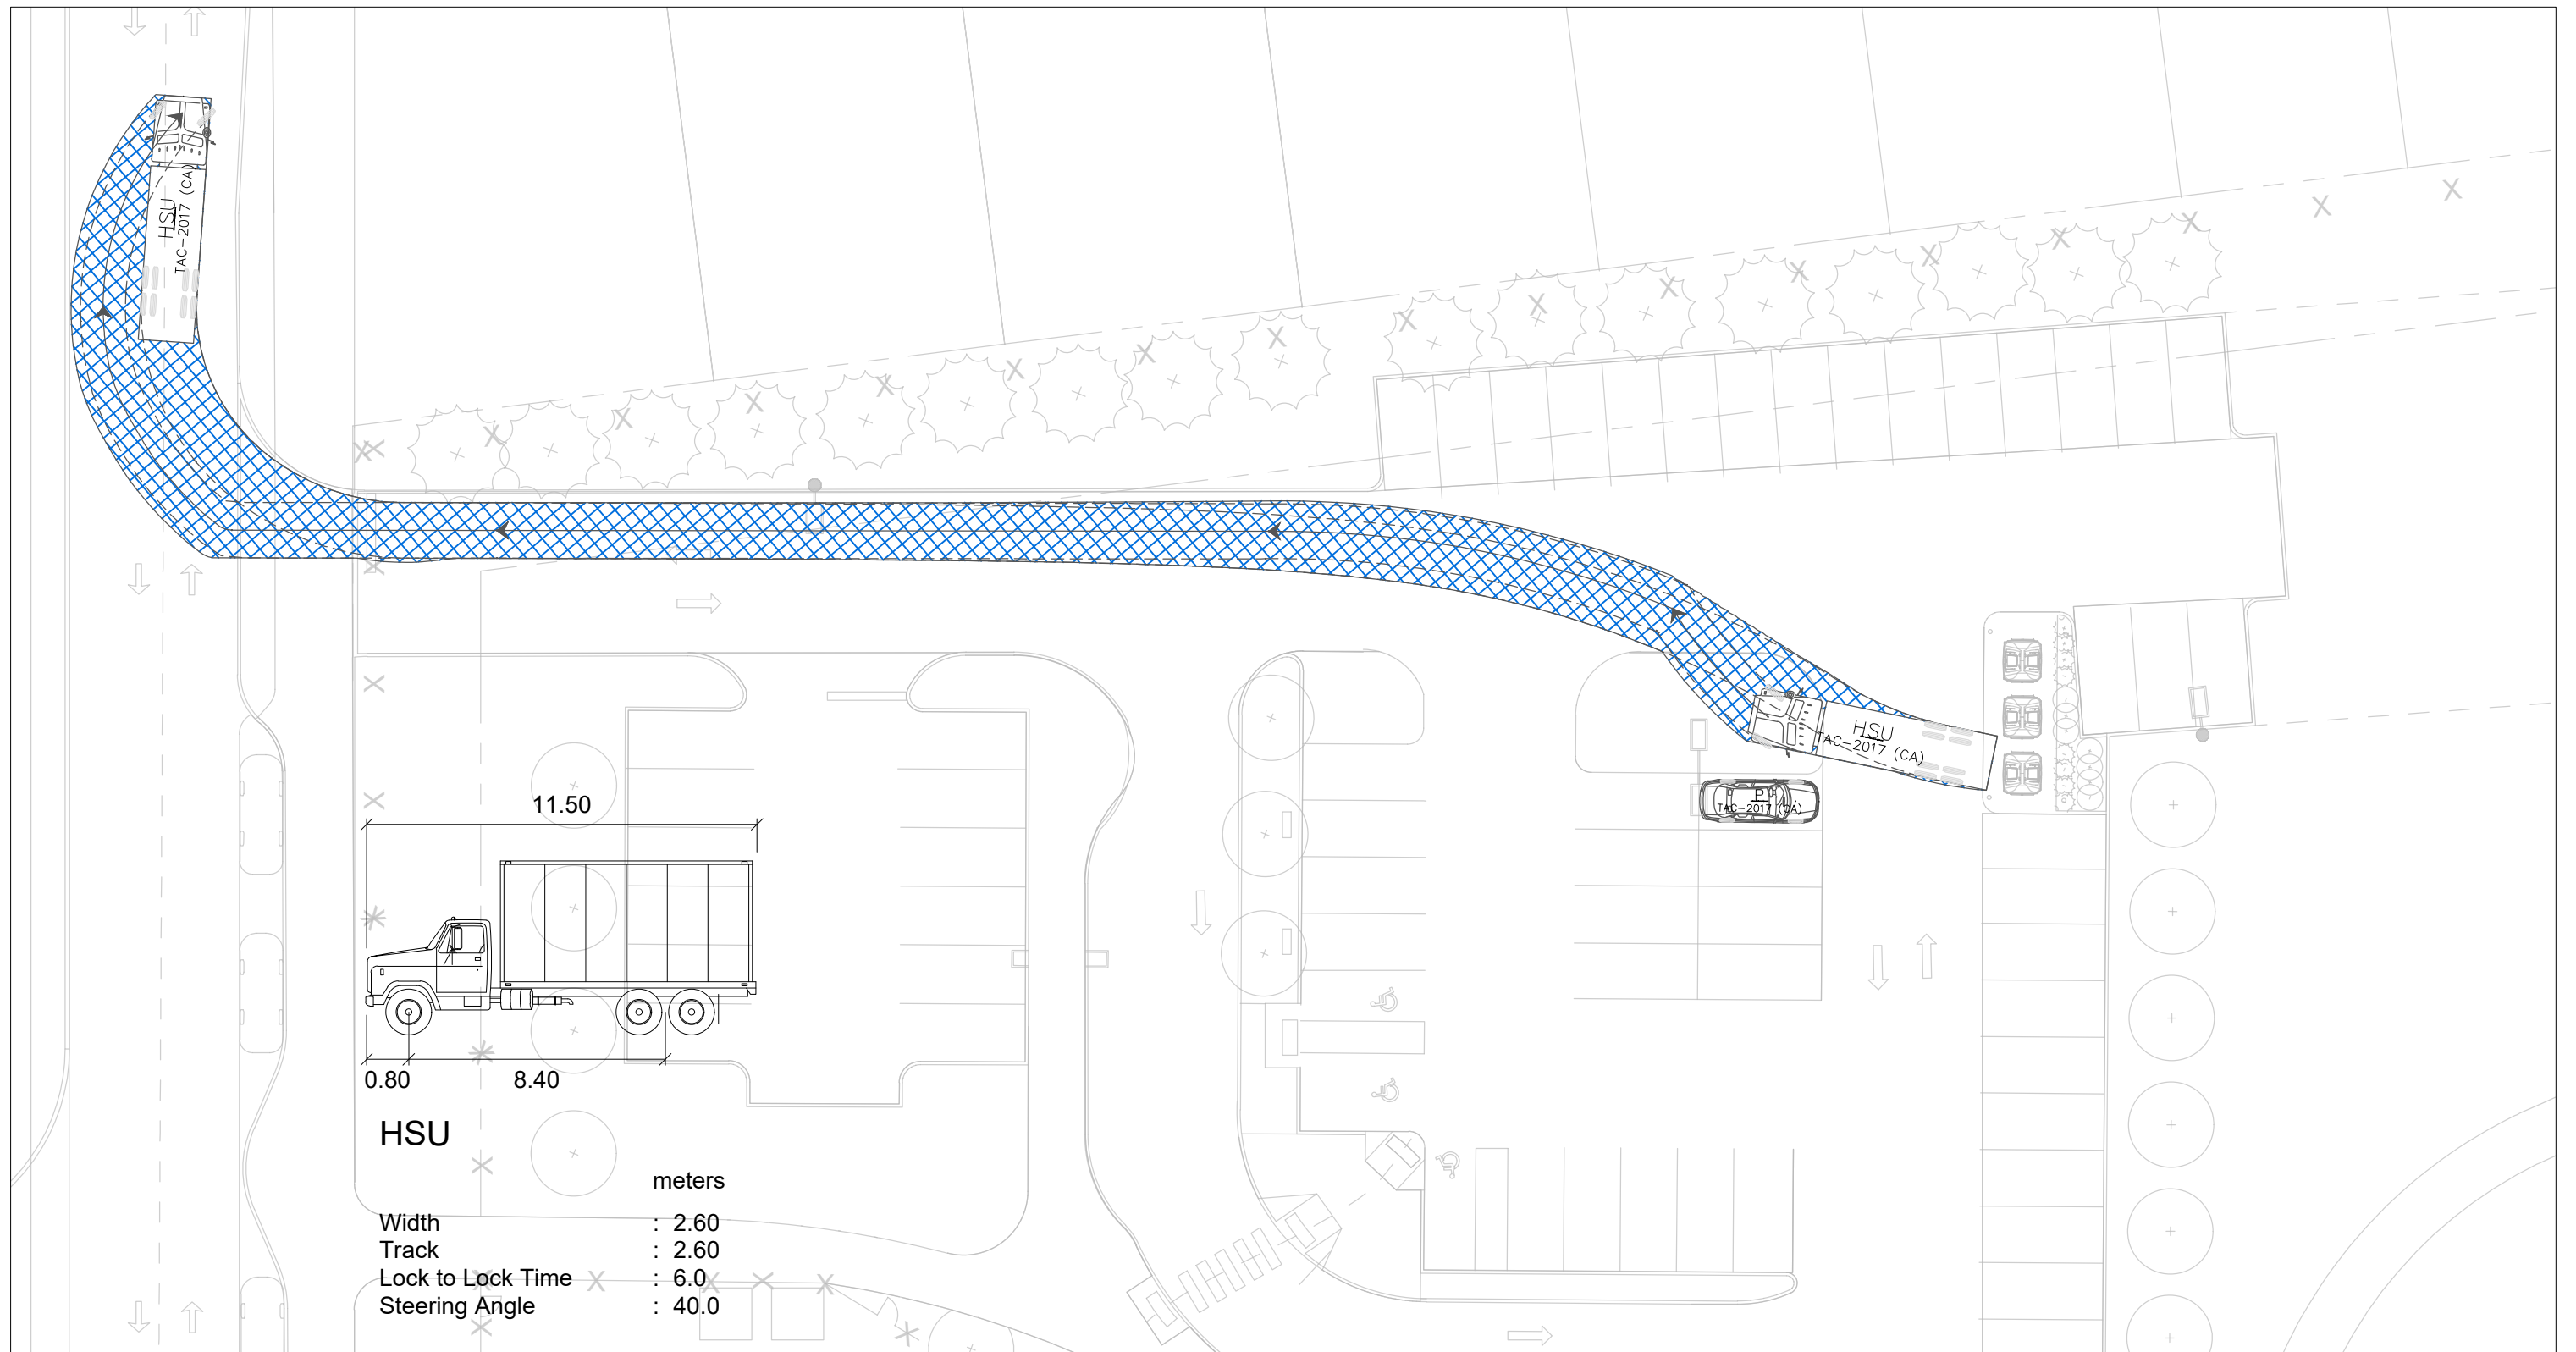 HSU
TAC-2017 (CA)
HSU
TAC-2017 (CA)
P
TAC-2017 (CA)
11.50
0.80
8.40
HSU
meters
Width : 2.60
Track : 2.60
Lock to Lock Time : 6.0
Steering Angle : 40.0